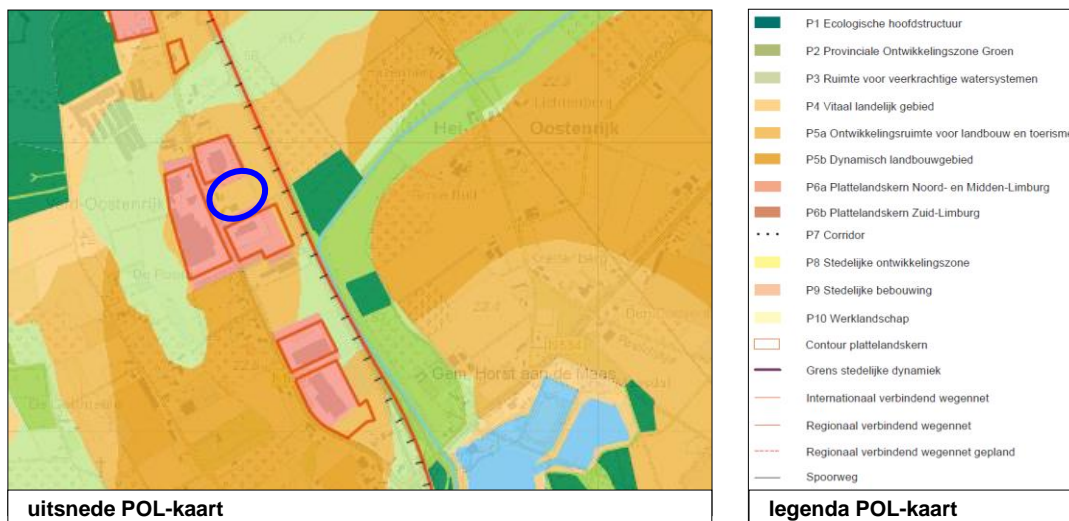 Hei-
Oostenrijk
Gem. Horst aan de Maas
uitsnede POL-kaart
P1 Ecologische hoofdstructuur
P2 Provinciale Ontwikkelingszone Groen
P3 Ruimte voor veerkrachtige watersystemen
P4 Vitaal landelijk gebied
P5a Ontwikkelingsruimte voor landbouw en toerisme
P5b Dynamisch landbouwgebied
P6a Plattelandskern Noord- en Midden-Limburg
P6b Plattelandskern Zuid-Limburg
P7 Corridor
P8 Stedelijke ontwikkelingszone
P9 Stedelijke bebouwing
P10 Werklandschap
Contour plattelandskern
Grens stedelijke dynamiek
Internationaal verbindend wegennet
Regionaal verbindend wegennet
Regionaal verbindend wegennet gepland
Spoorweg
legenda POL-kaart